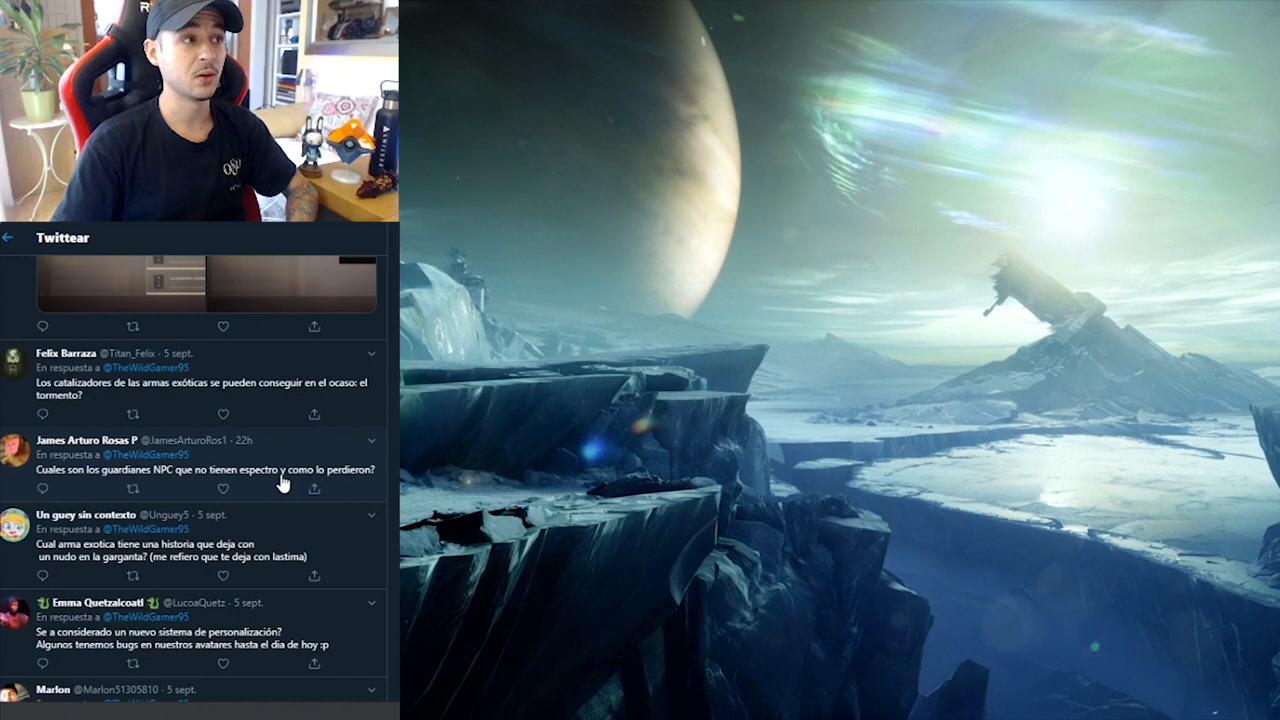 Twittear
Felix Barraza @Titan_Felix · 5 sept.
En respuesta a @TheWildGamer95
Los catalizadores de las armas exóticas se pueden conseguir en el ocaso: el
tormento?
James Arturo Rosas P @JamesArturoRos1 · 22h
En respuesta a @TheWildGamer95
Cuales son los guardianes NPC que no tienen espectro y como lo perdieron?
Un guey sin contexto @Unguey5 · 5 sept.
En respuesta a @TheWildGamer95
Cual arma exotica tiene una historia que deja con
un nudo en la garganta? (me refiero que te deja con lastima)
Emma Quetzalcoatl @LucoaQuetz · 5 sept.
En respuesta a @TheWildGamer95
Se a considerado un nuevo sistema de personalización?
Algunos tenemos bugs en nuestros avatares hasta el dia de hoy :p
Marlon @Marlon51305810 · 5 sept.